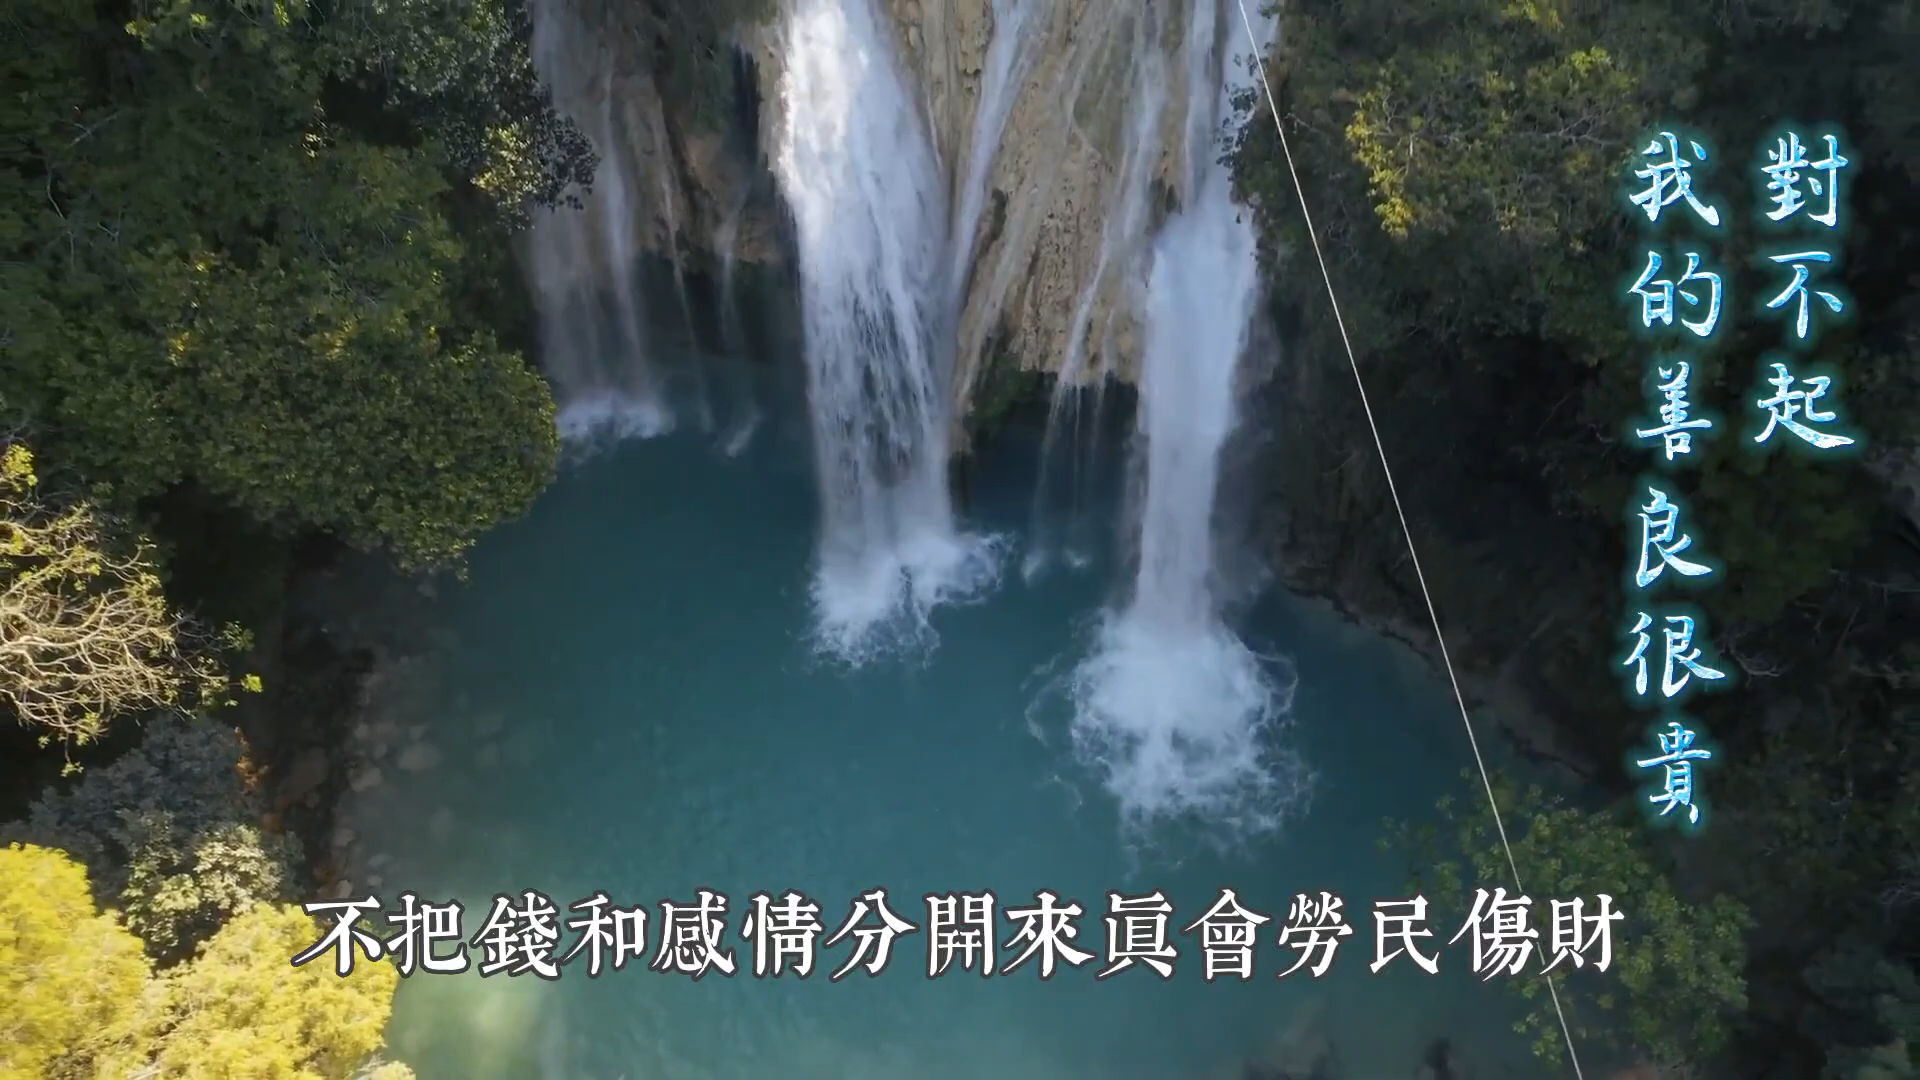 對不起
我的善良很貴
不把錢和感情分開來真會勞民傷財